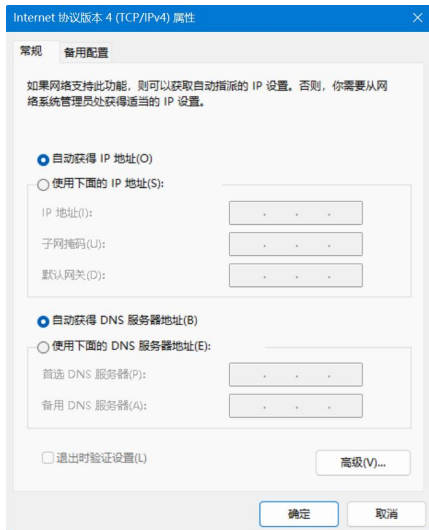 Internet 协议版本 4 (TCP/IPv4) 属性
常规 备用配置
如果网络支持此功能，则可以获取自动指派的 IP 设置。否则，你需要从网
络系统管理员处获得适当的 IP 设置。
自动获得 IP 地址(O)
使用下面的 IP 地址(S):
IP 地址(I):
子网掩码(U):
默认网关(D):
自动获得 DNS 服务器地址(B)
使用下面的 DNS 服务器地址(E):
首选 DNS 服务器(P):
备用 DNS 服务器(A):
退出时验证设置(L)
高级(V)...
确定 取消